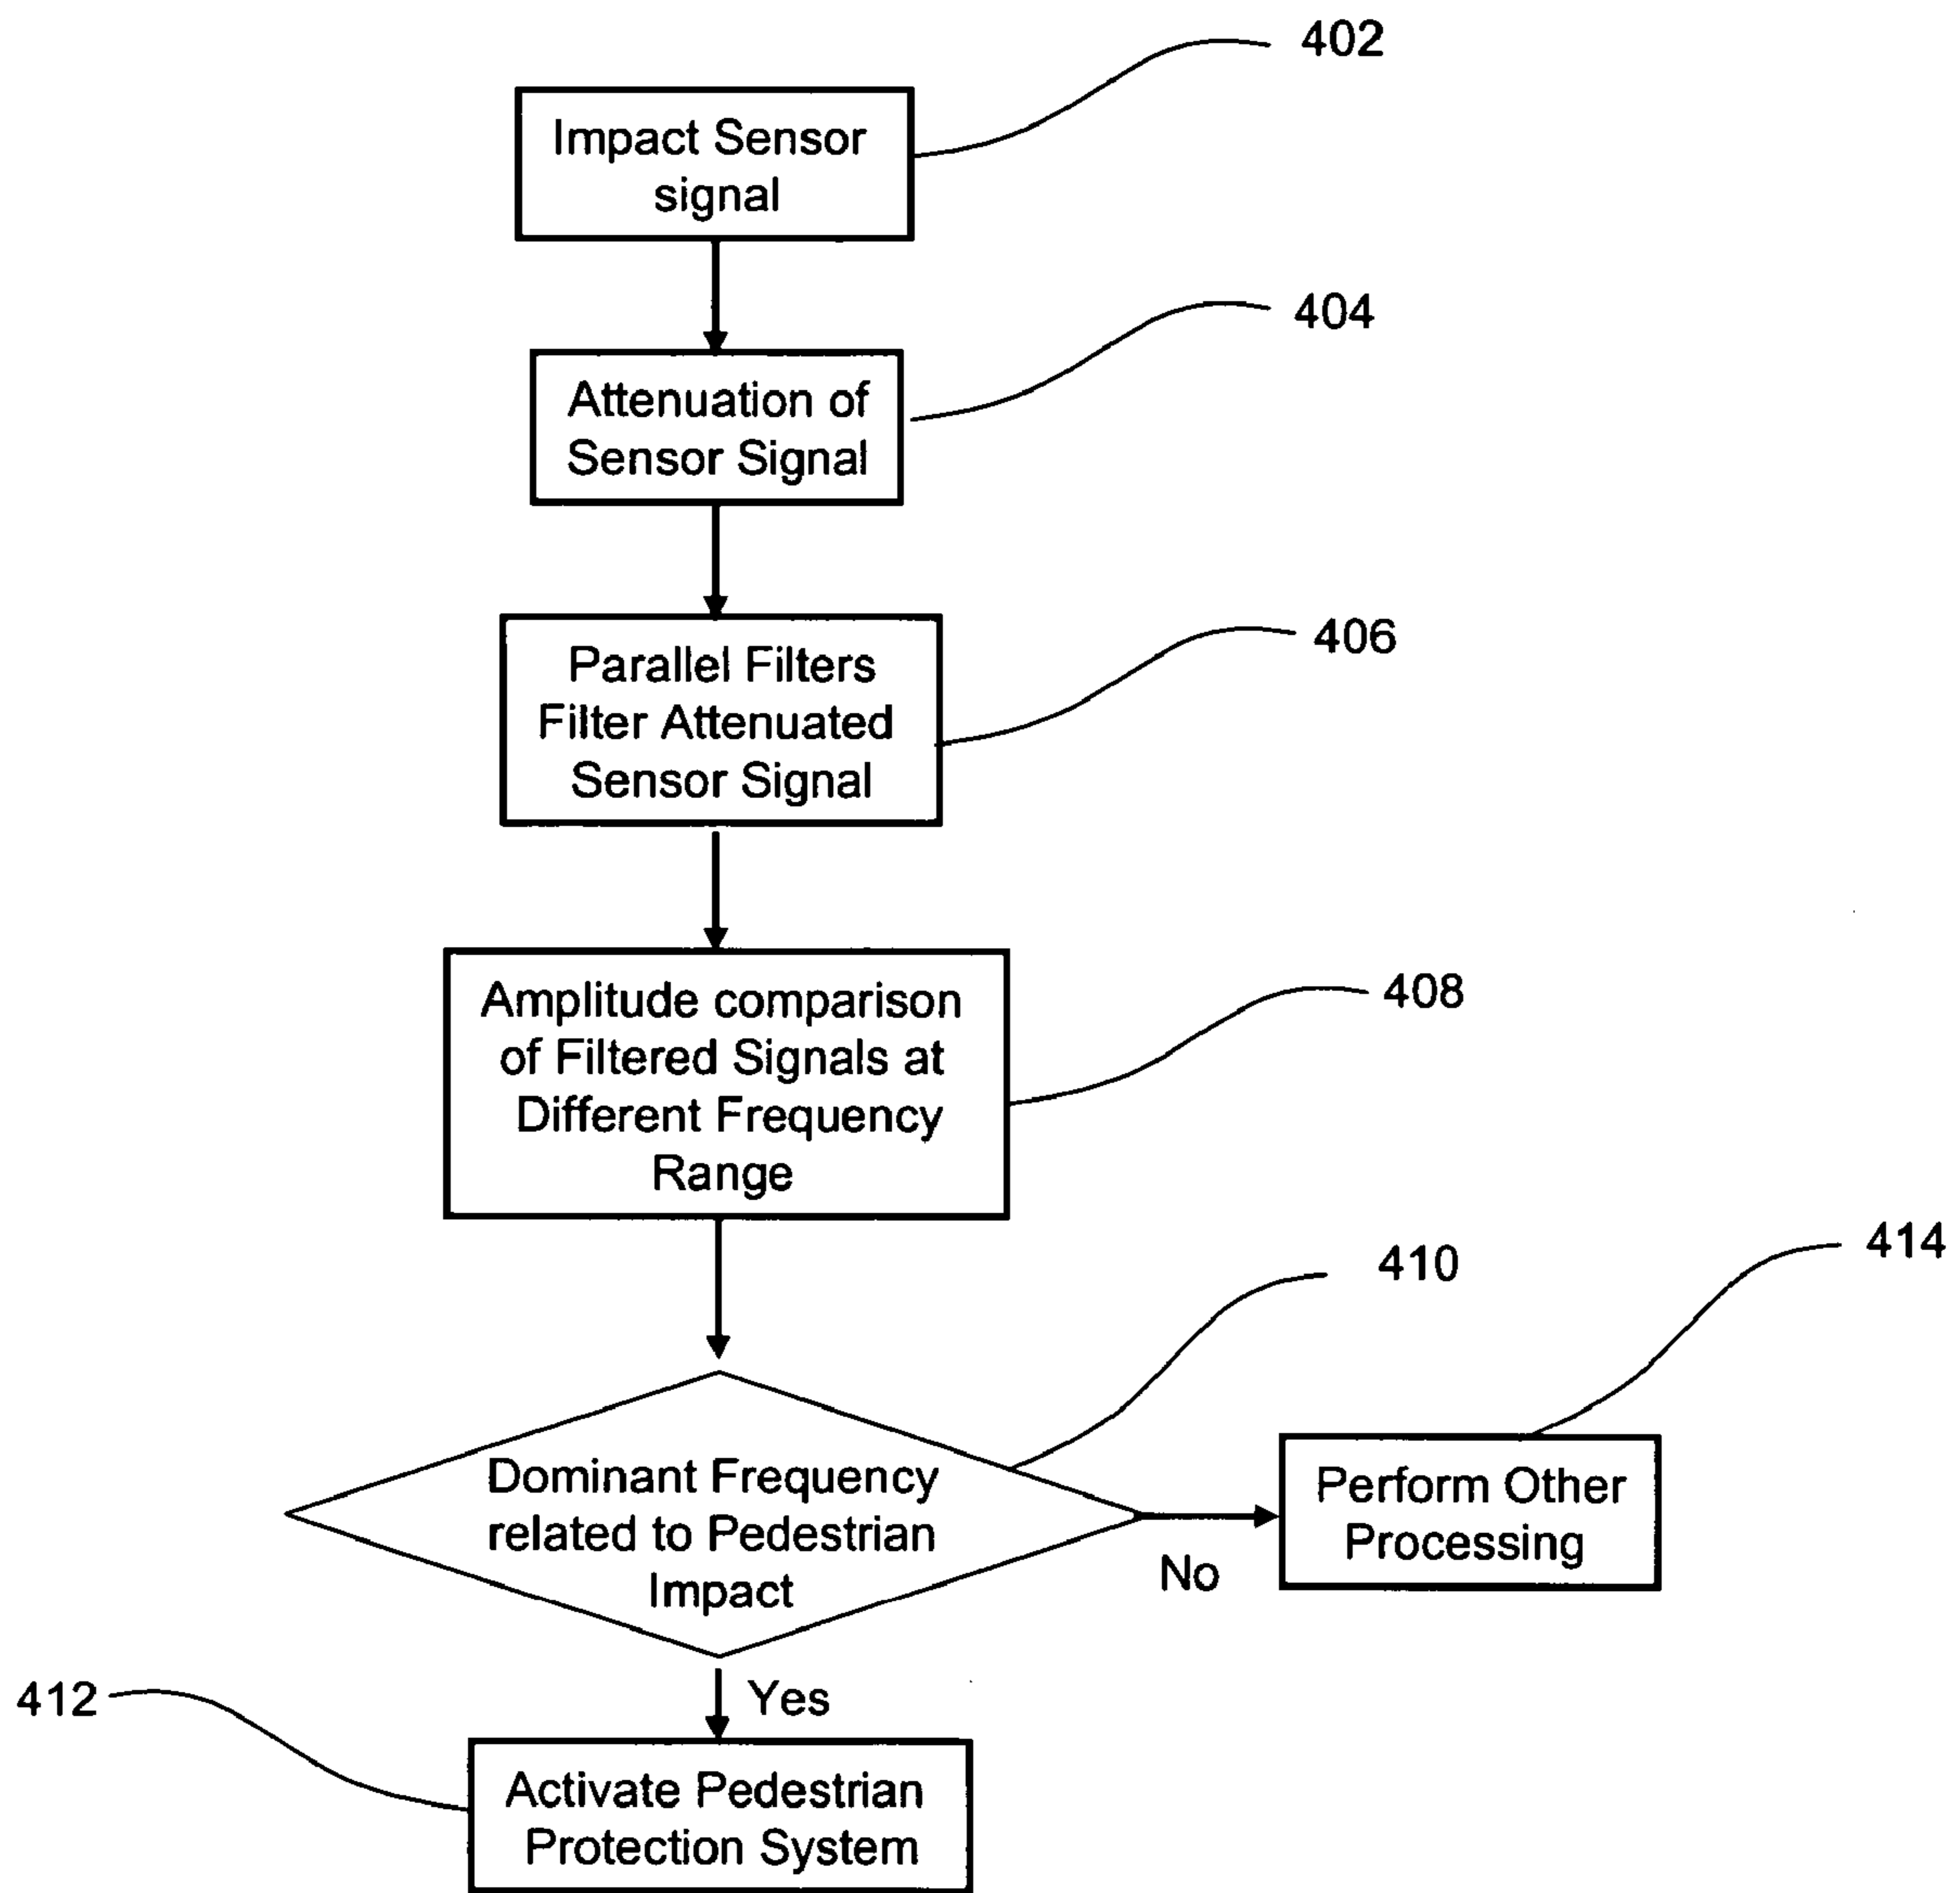 402
Impact Sensor
signal
404
Attenuation of
Sensor Signal
406
Parallel Filters
Filter Attenuated
Sensor Signal
408
Amplitude comparison
of Filtered Signals at
Different Frequency
Range
410
414
Dominant Frequency
related to Pedestrian
Impact
No
Perform Other
Processing
Yes
412
Activate Pedestrian
Protection System